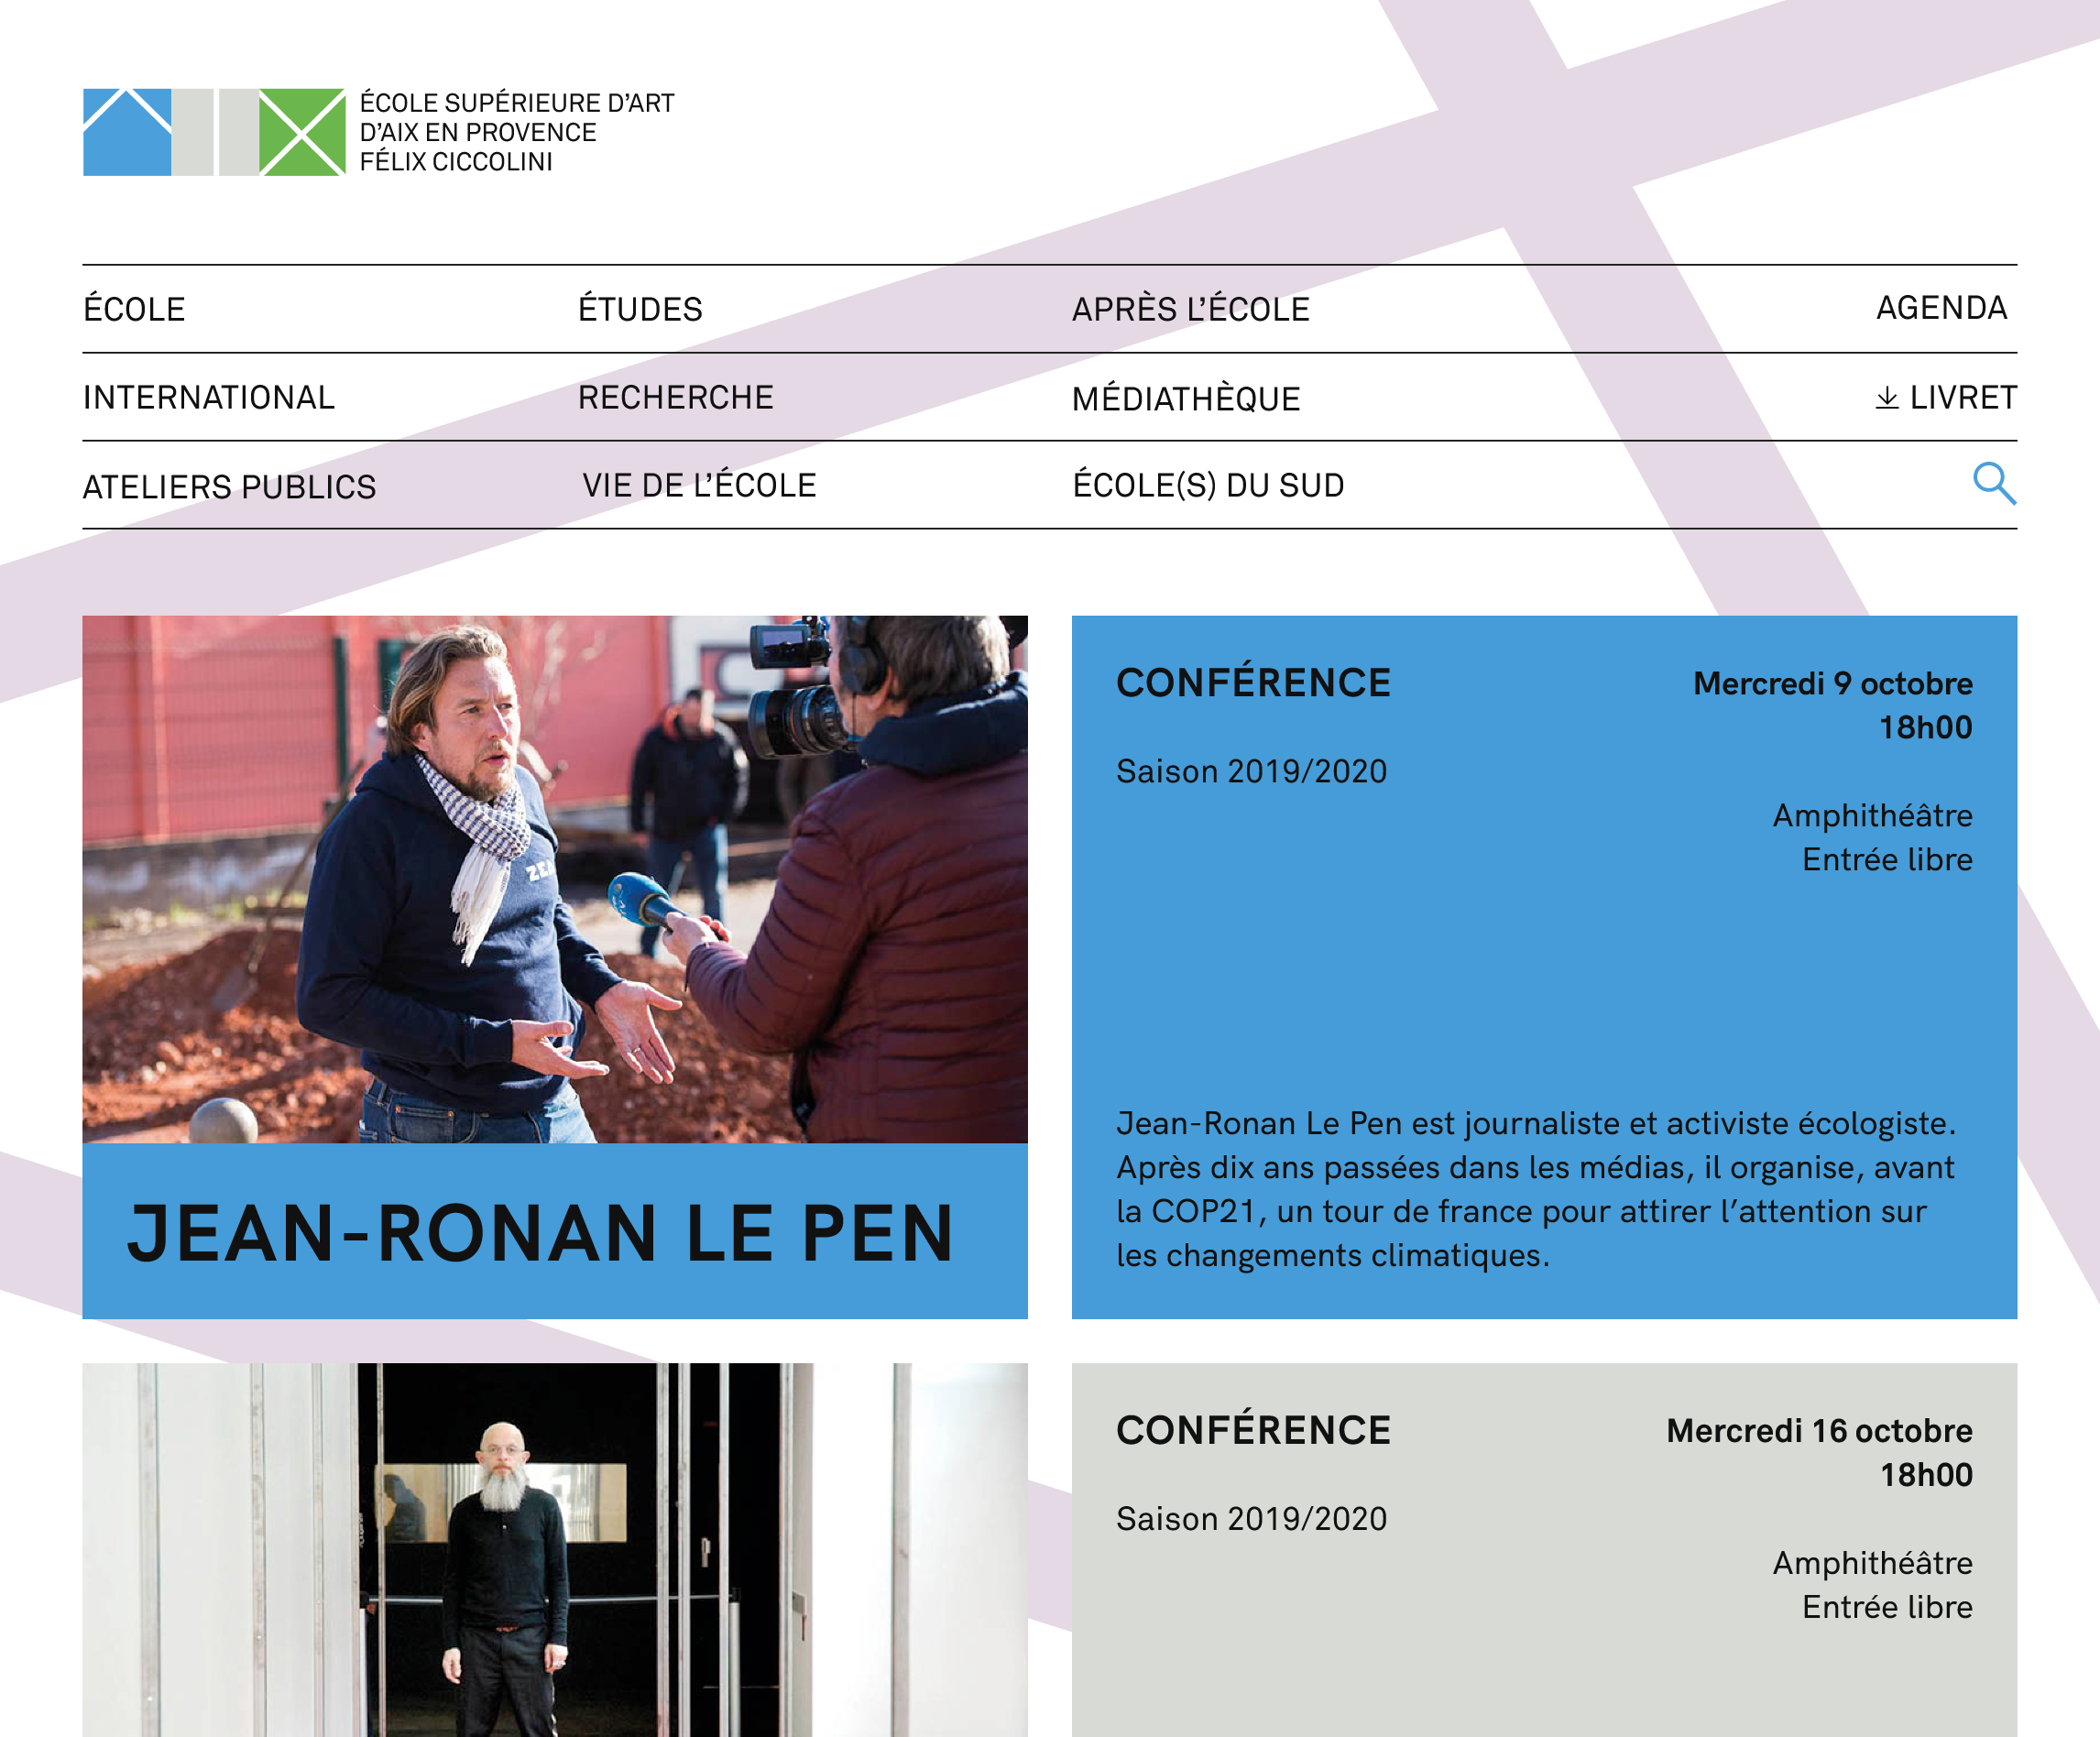 ÉCOLE SUPÉRIEURE D’ART
D’AIX EN PROVENCE
FÉLIX CICCOLINI
ÉCOLE
ÉTUDES
APRÈS L’ÉCOLE
AGENDA
INTERNATIONAL
RECHERCHE
MÉDIATHÈQUE
LIVRET
ATELIERS PUBLICS
VIE DE L’ÉCOLE
ÉCOLE(S) DU SUD
JEAN-RONAN LE PEN
CONFÉRENCE
Mercredi 9 octobre
18h00
Saison 2019/2020
Amphithéâtre
Entrée libre
Jean-Ronan Le Pen est journaliste et activiste écologiste.
Après dix ans passées dans les médias, il organise, avant
la COP21, un tour de france pour attirer l’attention sur
les changements climatiques.
CONFÉRENCE
Mercredi 16 octobre
18h00
Saison 2019/2020
Amphithéâtre
Entrée libre